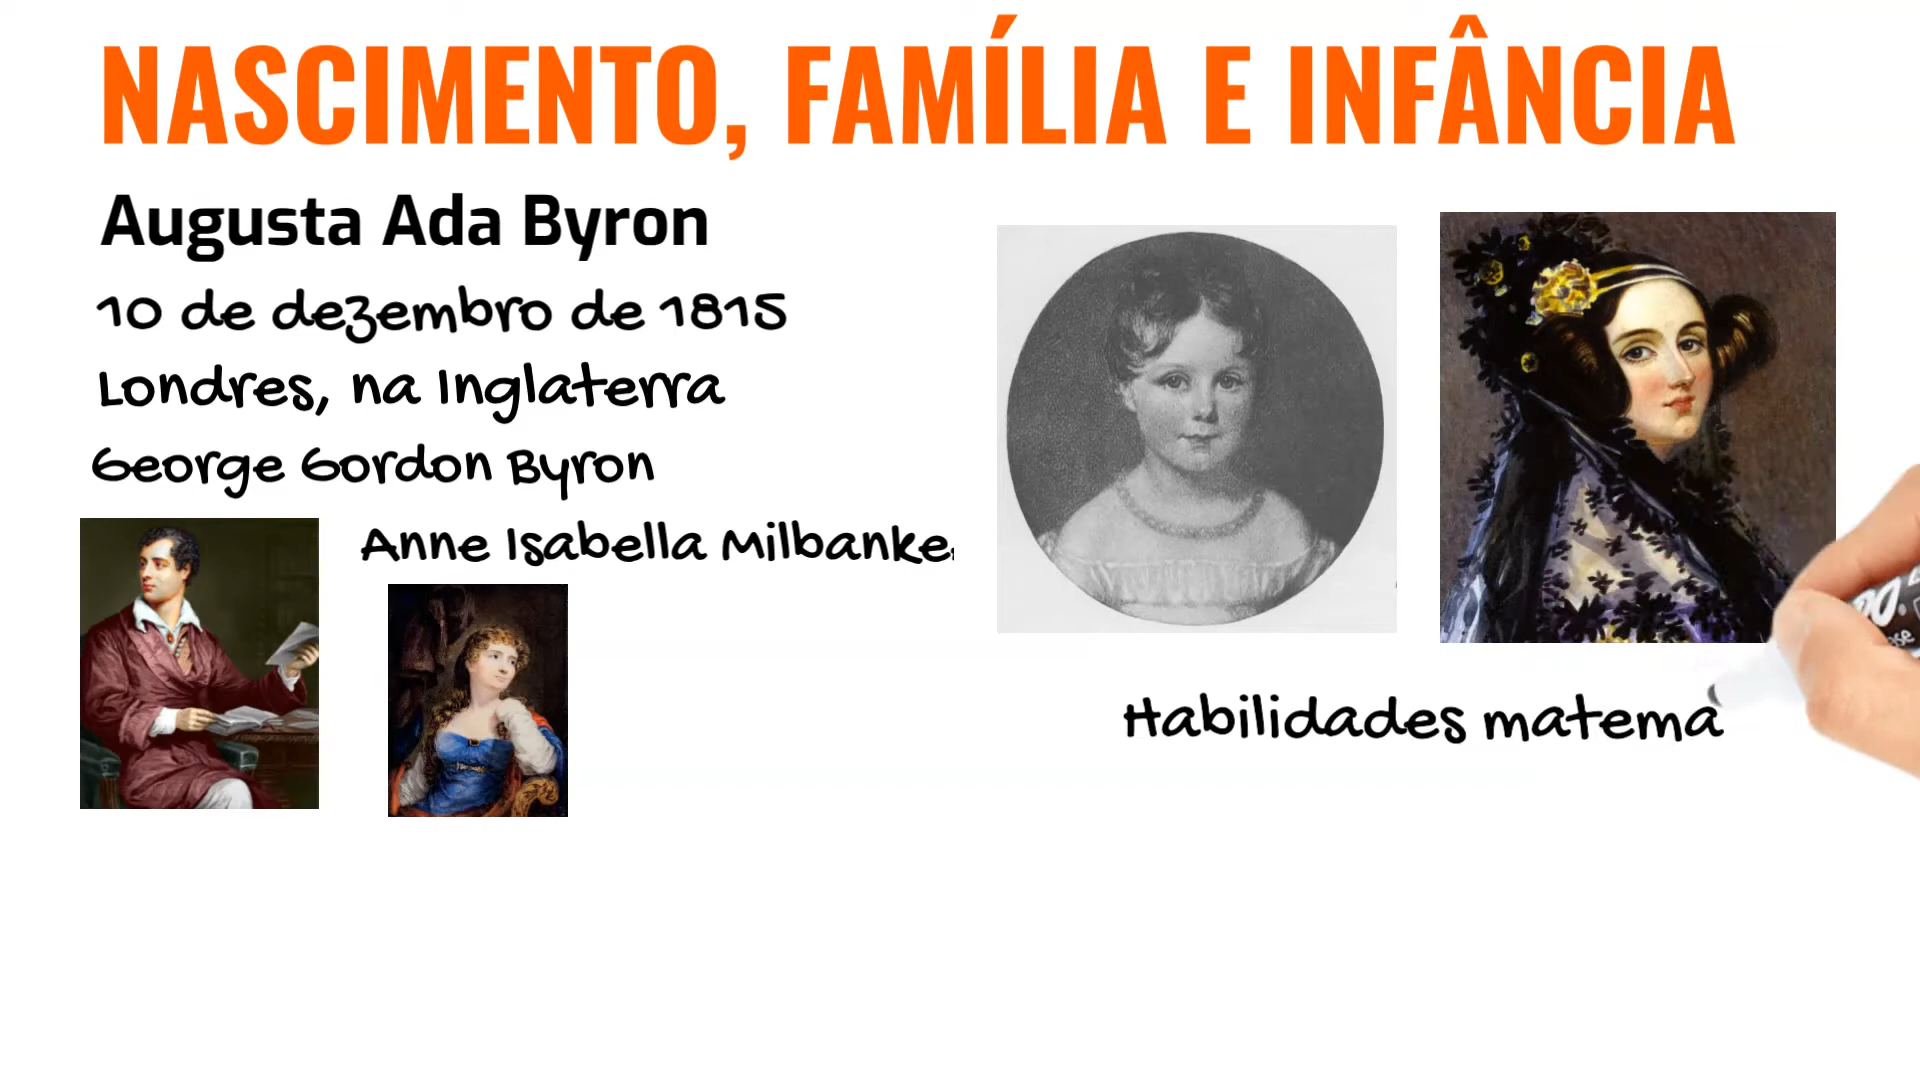 NASCIMENTO, FAMÍLIA E INFÂNCIA
Augusta Ada Byron
10 de dezembro de 1815
Londres, na Inglaterra
George Gordon Byron
Anne Isabella Milbanke.
Habilidades matema